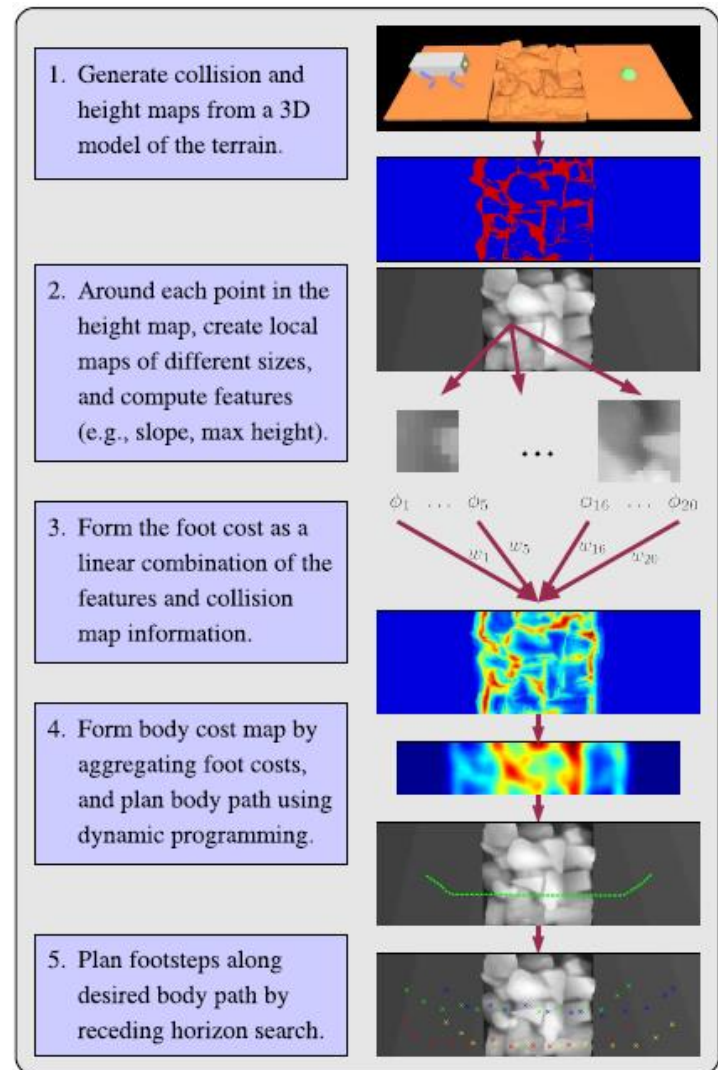 1. Generate collision and
height maps from a 3D
model of the terrain.
2. Around each point in the
height map, create local
maps of different sizes,
and compute features
(e.g., slope, max height).
...
ϕ₁ ... ϕ₅ ϕ₁₆ ... ϕ₂₀
w₁ w₅ w₁₆ w₂₀
3. Form the foot cost as a
linear combination of the
features and collision
map information.
4. Form body cost map by
aggregating foot costs,
and plan body path using
dynamic programming.
5. Plan footsteps along
desired body path by
receding horizon search.